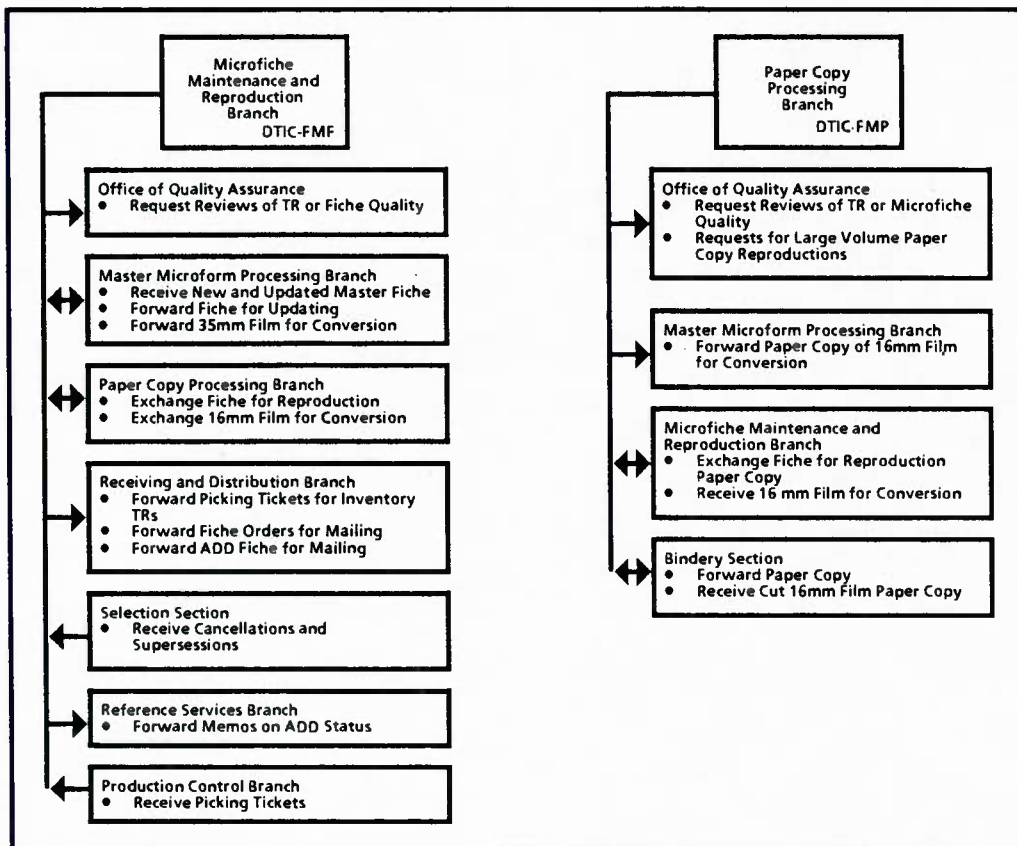 Microfiche
Maintenance and
Reproduction
Branch
DTIC-FMF
Office of Quality Assurance
● Request Reviews of TR or Fiche Quality
Master Microform Processing Branch
● Receive New and Updated Master Fiche
● Forward Fiche for Updating
● Forward 35mm Film for Conversion
Paper Copy Processing Branch
● Exchange Fiche for Reproduction
● Exchange 16mm Film for Conversion
Receiving and Distribution Branch
● Forward Picking Tickets for Inventory
TRs
● Forward Fiche Orders for Mailing
● Forward ADD Fiche for Mailing
Selection Section
● Receive Cancellations and
Supersessions
Reference Services Branch
● Forward Memos on ADD Status
Production Control Branch
● Receive Picking Tickets
Paper Copy
Processing
Branch
DTIC-FMP
Office of Quality Assurance
● Request Reviews of TR or Microfiche
Quality
● Requests for Large Volume Paper
Copy Reproductions
Master Microform Processing Branch
● Forward Paper Copy of 16mm Film
for Conversion
Microfiche Maintenance and
Reproduction Branch
● Exchange Fiche for Reproduction
Paper Copy
● Receive 16 mm Film for Conversion
Bindery Section
● Forward Paper Copy
● Receive Cut 16mm Film Paper Copy